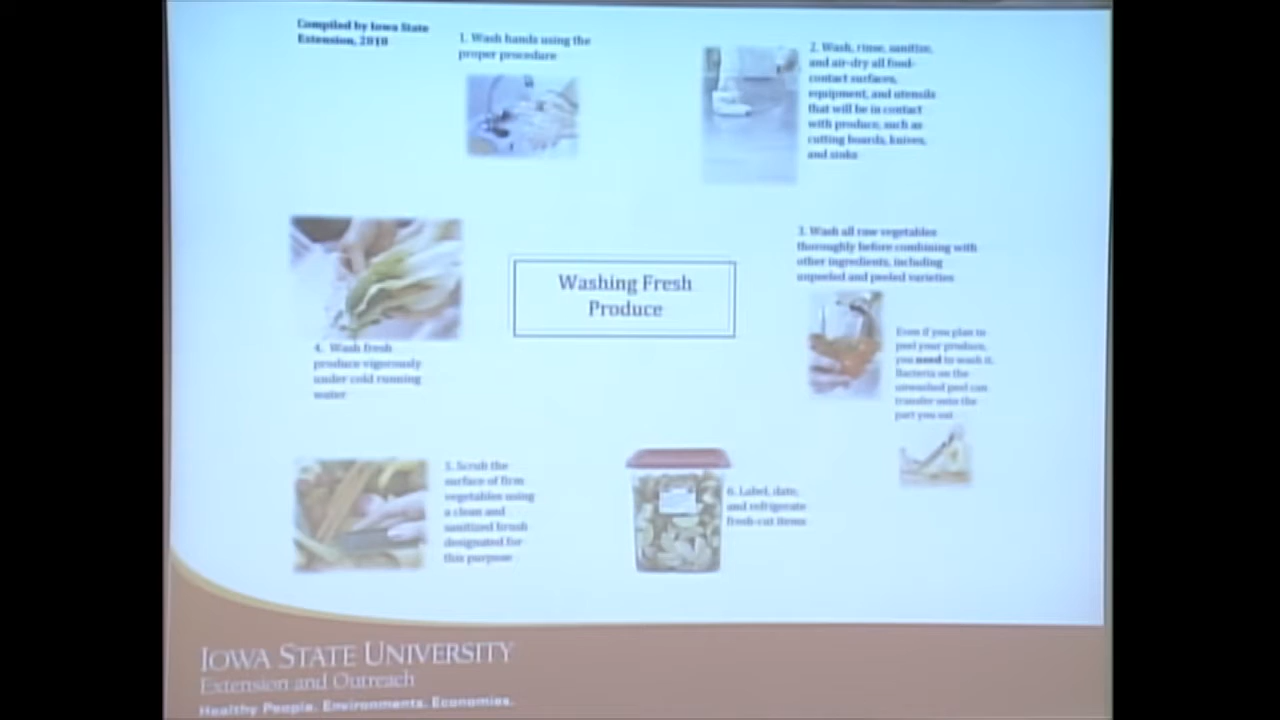 Compiled by Iowa State
Extension, 2010
1. Wash hands using the
proper procedure
2. Wash, rinse, sanitize,
and air-dry all food-
contact surfaces,
equipment, and utensils
that will be in contact
with produce, such as
cutting boards, knives,
and sinks
Washing Fresh
Produce
3. Wash all raw vegetables
thoroughly before combining with
other ingredients, including
unpeeled and peeled varieties
Even if you plan to
peel your produce,
you need to wash it.
Bacteria on the
unwashed peel can
transfer onto the
part you eat
4. Wash fresh
produce vigorously
under cold running
water
5. Scrub the
surface of firm
vegetables using
a clean and
sanitized brush
designated for
this purpose
6. Label, date,
and refrigerate
fresh-cut items
IOWA STATE UNIVERSITY
Extension and Outreach
Healthy People. Environments. Economies.